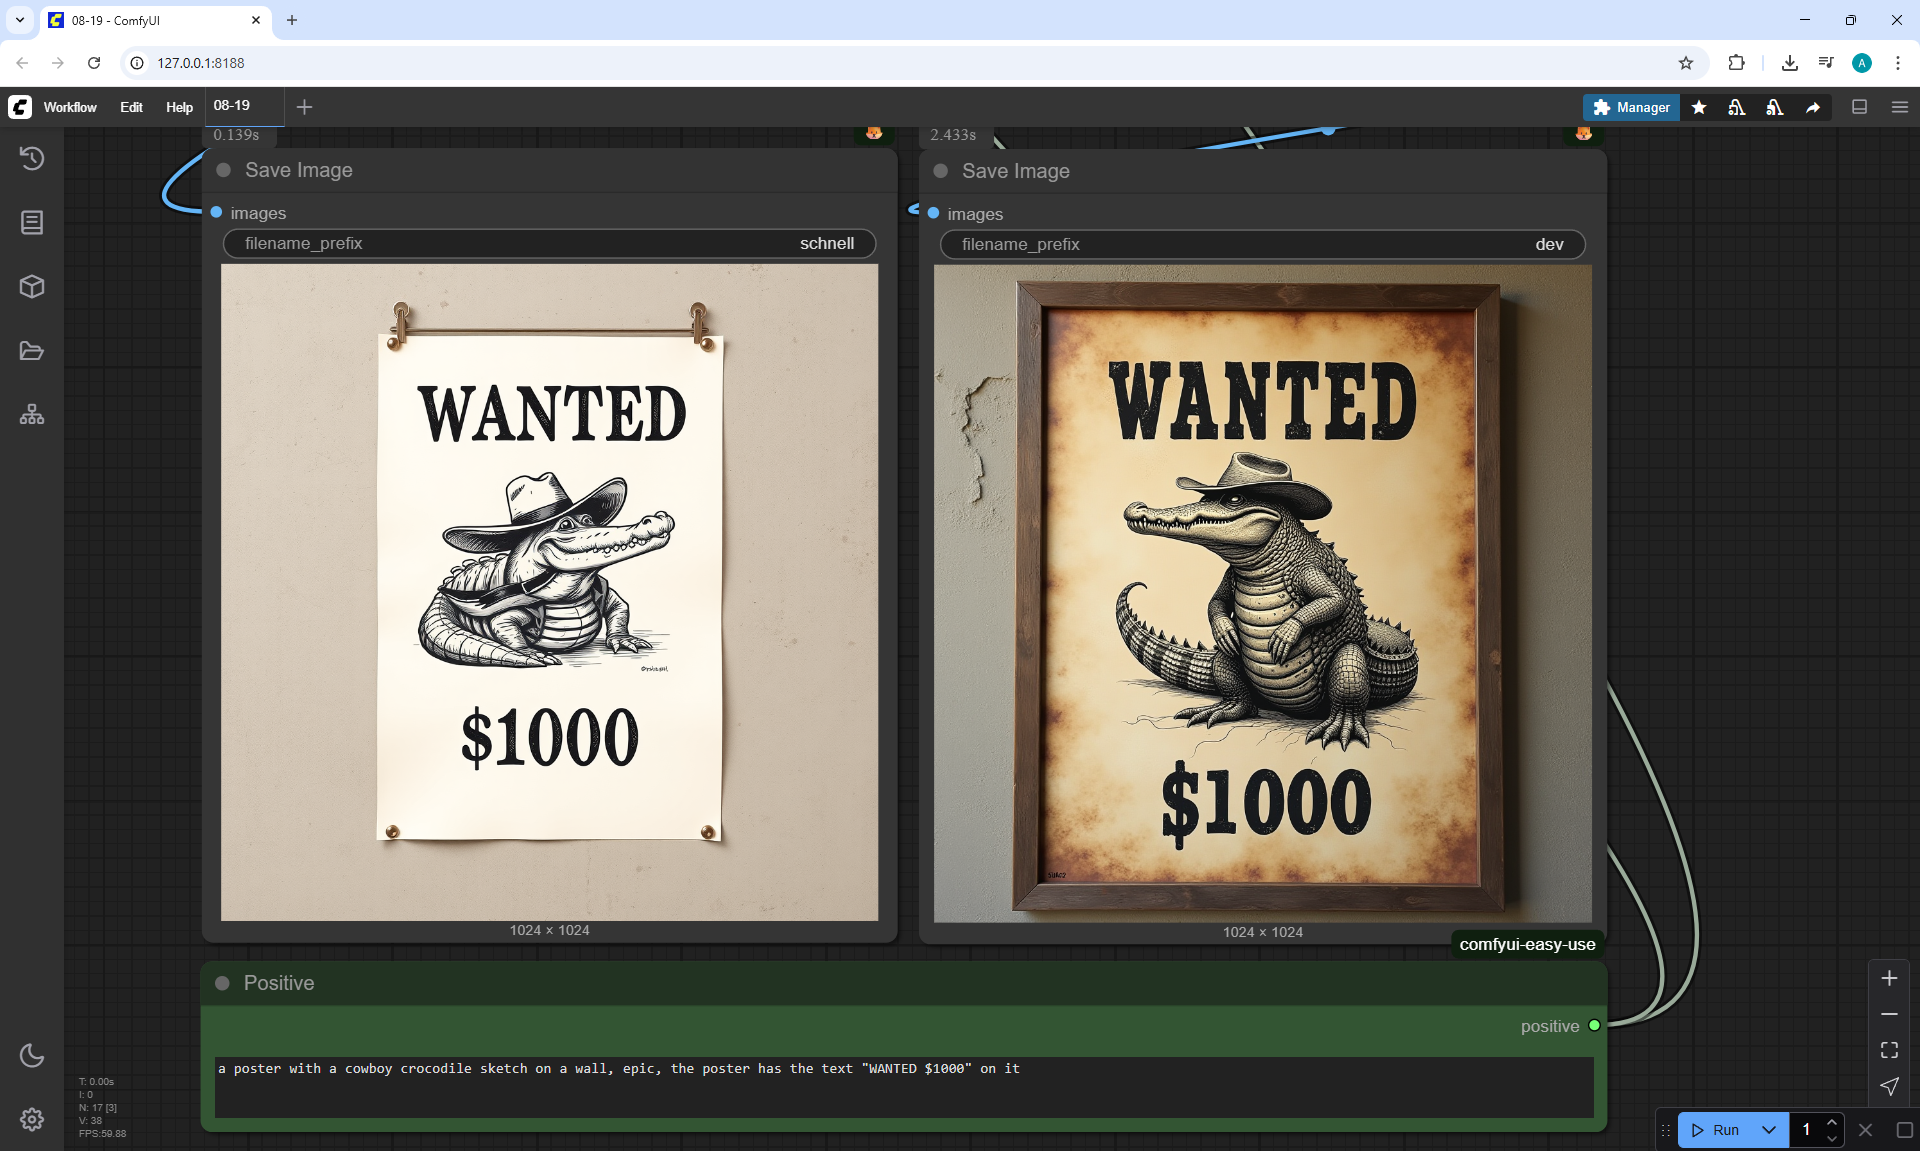 08-19 - ComfyUI
127.0.0.1:8188
A
Workflow Edit Help 08-19
Manager
0.139s
2.433s
Save Image
images
filename_prefix schnell
WANTED
$1000
1024 × 1024
Save Image
images
filename_prefix dev
WANTED
$1000
1024 × 1024
comfyui-easy-use
Positive
positive
a poster with a cowboy crocodile sketch on a wall, epic, the poster has the text "WANTED $1000" on it
T: 0.00s
I: 0
N: 17 [3]
V: 38
FPS:59.88
Run 1